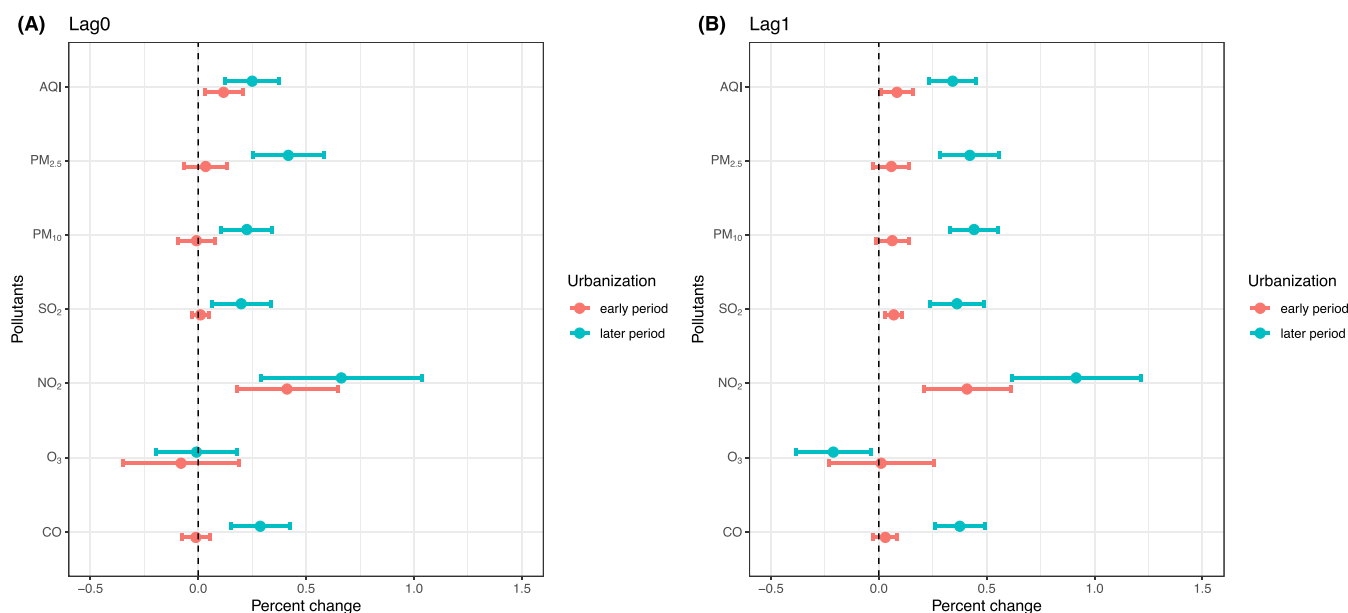 (A) Lag0
AQI
PM2.5
PM10
SO2
NO2
O3
CO
Pollutants
−0.5 0.0 0.5 1.0 1.5
Percent change
Urbanization
early period
later period
(B) Lag1
AQI
PM2.5
PM10
SO2
NO2
O3
CO
Pollutants
−0.5 0.0 0.5 1.0 1.5
Percent change
Urbanization
early period
later period